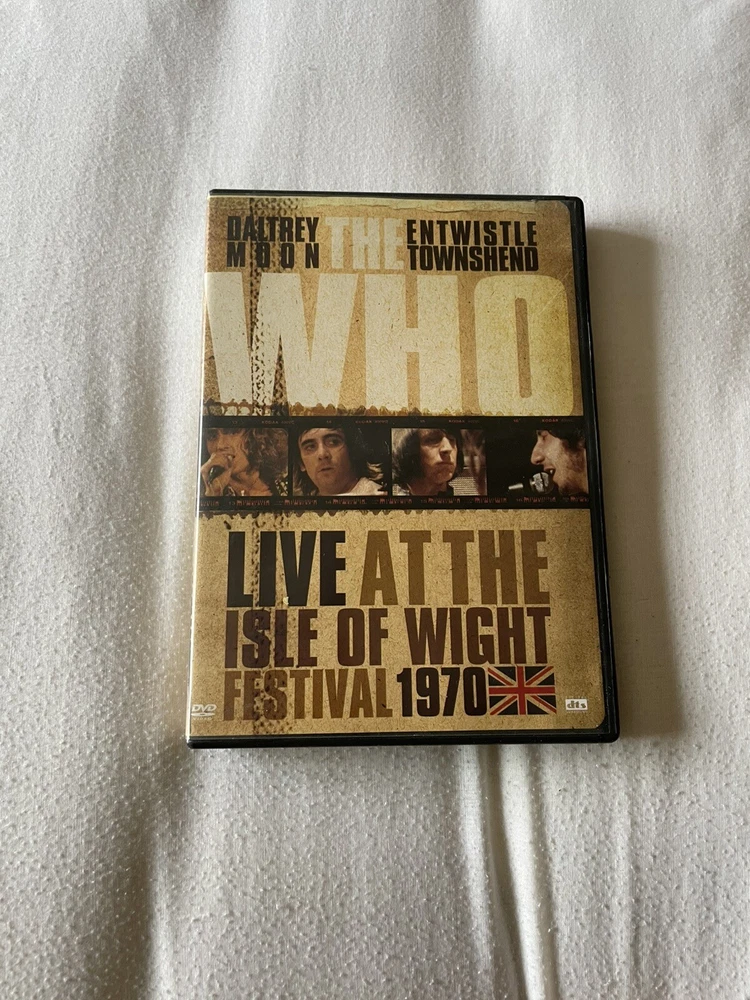 DALTREY THE ENTWISTLE
MOON TOWNSHEND
WHO
LIVE AT THE
ISLE OF WIGHT
FESTIVAL 1970
DVD
dts